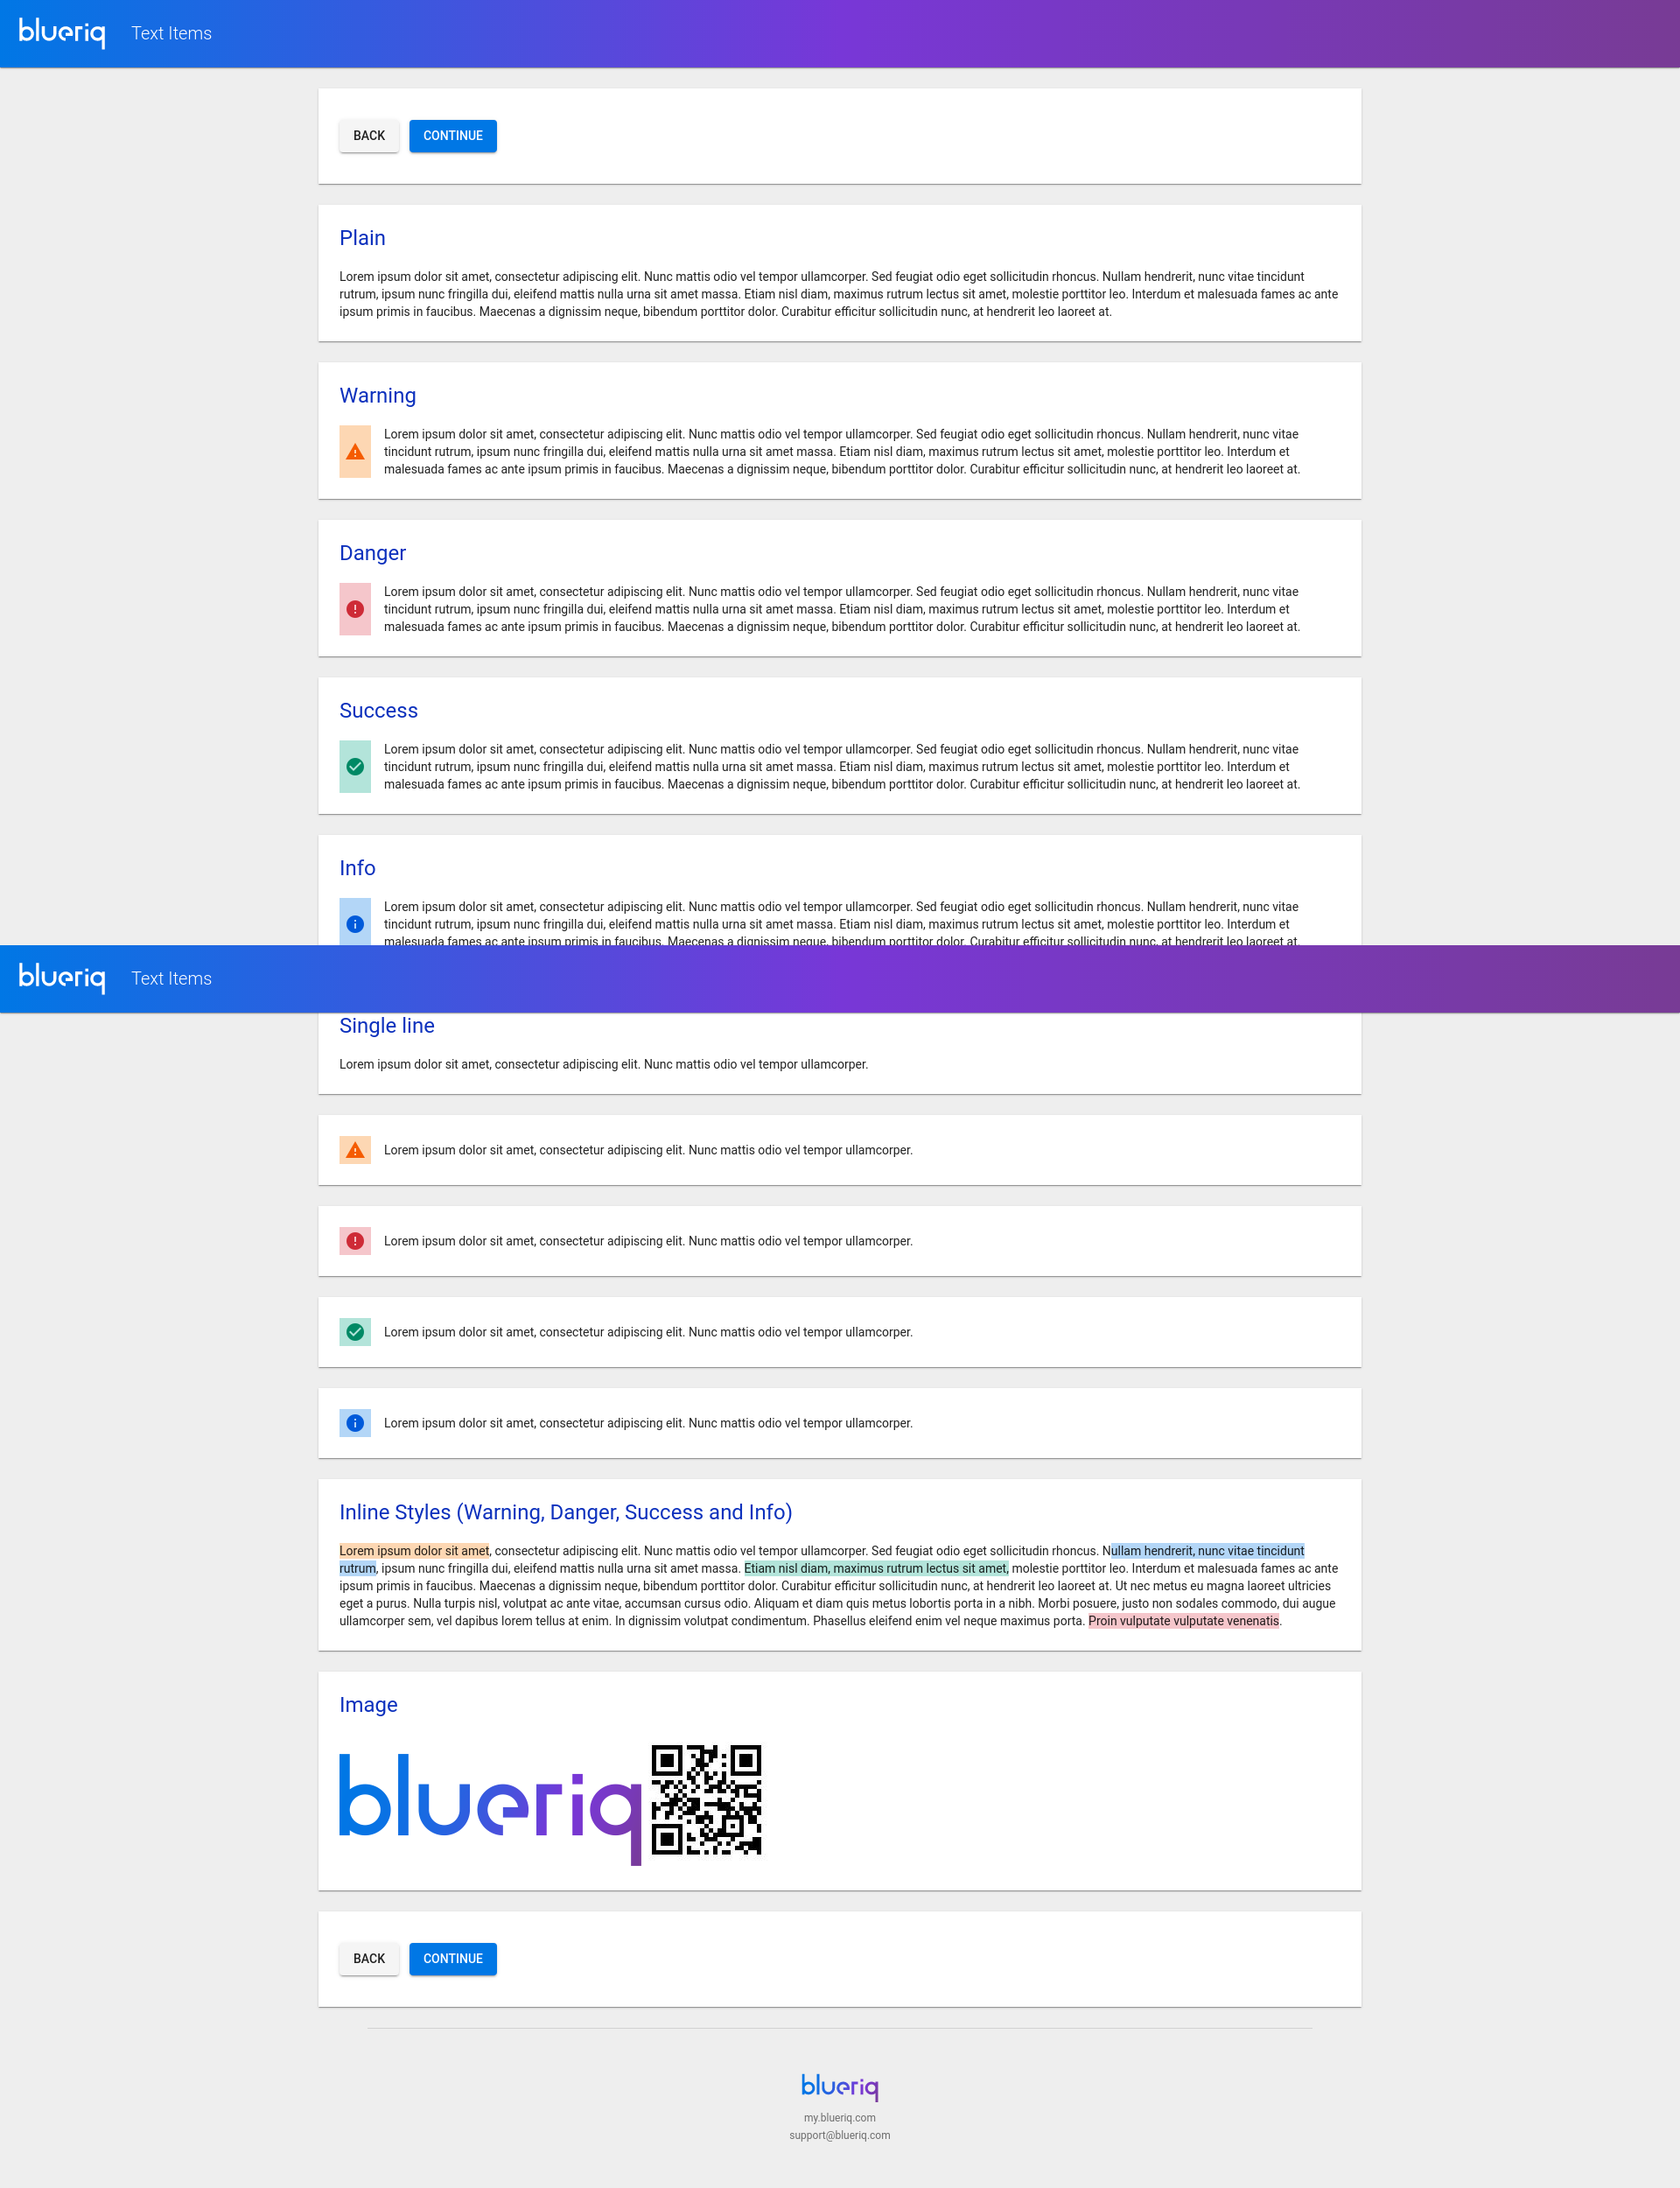 blueriq Text Items
BACK CONTINUE
Plain
Lorem ipsum dolor sit amet, consectetur adipiscing elit. Nunc mattis odio vel tempor ullamcorper. Sed feugiat odio eget sollicitudin rhoncus. Nullam hendrerit, nunc vitae tincidunt
rutrum, ipsum nunc fringilla dui, eleifend mattis nulla urna sit amet massa. Etiam nisl diam, maximus rutrum lectus sit amet, molestie porttitor leo. Interdum et malesuada fames ac ante
ipsum primis in faucibus. Maecenas a dignissim neque, bibendum porttitor dolor. Curabitur efficitur sollicitudin nunc, at hendrerit leo laoreet at.
Warning
Lorem ipsum dolor sit amet, consectetur adipiscing elit. Nunc mattis odio vel tempor ullamcorper. Sed feugiat odio eget sollicitudin rhoncus. Nullam hendrerit, nunc vitae
tincidunt rutrum, ipsum nunc fringilla dui, eleifend mattis nulla urna sit amet massa. Etiam nisl diam, maximus rutrum lectus sit amet, molestie porttitor leo. Interdum et
malesuada fames ac ante ipsum primis in faucibus. Maecenas a dignissim neque, bibendum porttitor dolor. Curabitur efficitur sollicitudin nunc, at hendrerit leo laoreet at.
Danger
Lorem ipsum dolor sit amet, consectetur adipiscing elit. Nunc mattis odio vel tempor ullamcorper. Sed feugiat odio eget sollicitudin rhoncus. Nullam hendrerit, nunc vitae
tincidunt rutrum, ipsum nunc fringilla dui, eleifend mattis nulla urna sit amet massa. Etiam nisl diam, maximus rutrum lectus sit amet, molestie porttitor leo. Interdum et
malesuada fames ac ante ipsum primis in faucibus. Maecenas a dignissim neque, bibendum porttitor dolor. Curabitur efficitur sollicitudin nunc, at hendrerit leo laoreet at.
Success
Lorem ipsum dolor sit amet, consectetur adipiscing elit. Nunc mattis odio vel tempor ullamcorper. Sed feugiat odio eget sollicitudin rhoncus. Nullam hendrerit, nunc vitae
tincidunt rutrum, ipsum nunc fringilla dui, eleifend mattis nulla urna sit amet massa. Etiam nisl diam, maximus rutrum lectus sit amet, molestie porttitor leo. Interdum et
malesuada fames ac ante ipsum primis in faucibus. Maecenas a dignissim neque, bibendum porttitor dolor. Curabitur efficitur sollicitudin nunc, at hendrerit leo laoreet at.
Info
Lorem ipsum dolor sit amet, consectetur adipiscing elit. Nunc mattis odio vel tempor ullamcorper. Sed feugiat odio eget sollicitudin rhoncus. Nullam hendrerit, nunc vitae
tincidunt rutrum, ipsum nunc fringilla dui, eleifend mattis nulla urna sit amet massa. Etiam nisl diam, maximus rutrum lectus sit amet, molestie porttitor leo. Interdum et
malesuada fames ac ante ipsum primis in faucibus. Maecenas a dignissim neque, bibendum porttitor dolor. Curabitur efficitur sollicitudin nunc, at hendrerit leo laoreet at.
blueriq Text Items
Single line
Lorem ipsum dolor sit amet, consectetur adipiscing elit. Nunc mattis odio vel tempor ullamcorper.
Lorem ipsum dolor sit amet, consectetur adipiscing elit. Nunc mattis odio vel tempor ullamcorper.
Lorem ipsum dolor sit amet, consectetur adipiscing elit. Nunc mattis odio vel tempor ullamcorper.
Lorem ipsum dolor sit amet, consectetur adipiscing elit. Nunc mattis odio vel tempor ullamcorper.
Lorem ipsum dolor sit amet, consectetur adipiscing elit. Nunc mattis odio vel tempor ullamcorper.
Inline Styles (Warning, Danger, Success and Info)
Lorem ipsum dolor sit amet, consectetur adipiscing elit. Nunc mattis odio vel tempor ullamcorper. Sed feugiat odio eget sollicitudin rhoncus. Nullam hendrerit, nunc vitae tincidunt
rutrum, ipsum nunc fringilla dui, eleifend mattis nulla urna sit amet massa. Etiam nisl diam, maximus rutrum lectus sit amet, molestie porttitor leo. Interdum et malesuada fames ac ante
ipsum primis in faucibus. Maecenas a dignissim neque, bibendum porttitor dolor. Curabitur efficitur sollicitudin nunc, at hendrerit leo laoreet at. Ut nec metus eu magna laoreet ultricies
eget a purus. Nulla turpis nisl, volutpat ac ante vitae, accumsan cursus odio. Aliquam et diam quis metus lobortis porta in a nibh. Morbi posuere, justo non sodales commodo, dui augue
ullamcorper sem, vel dapibus lorem tellus at enim. In dignissim volutpat condimentum. Phasellus eleifend enim vel neque maximus porta. Proin vulputate vulputate venenatis.
Image
blueriq
BACK CONTINUE
blueriq
my.blueriq.com
support@blueriq.com